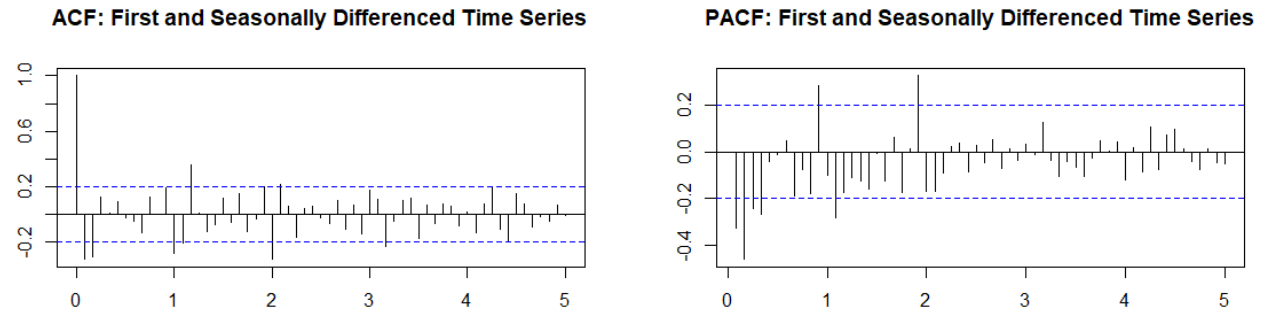 ACF: First and Seasonally Differenced Time Series
1.0
0.6
0.2
-0.2
0 1 2 3 4 5
PACF: First and Seasonally Differenced Time Series
0.2
0.0
-0.2
-0.4
0 1 2 3 4 5